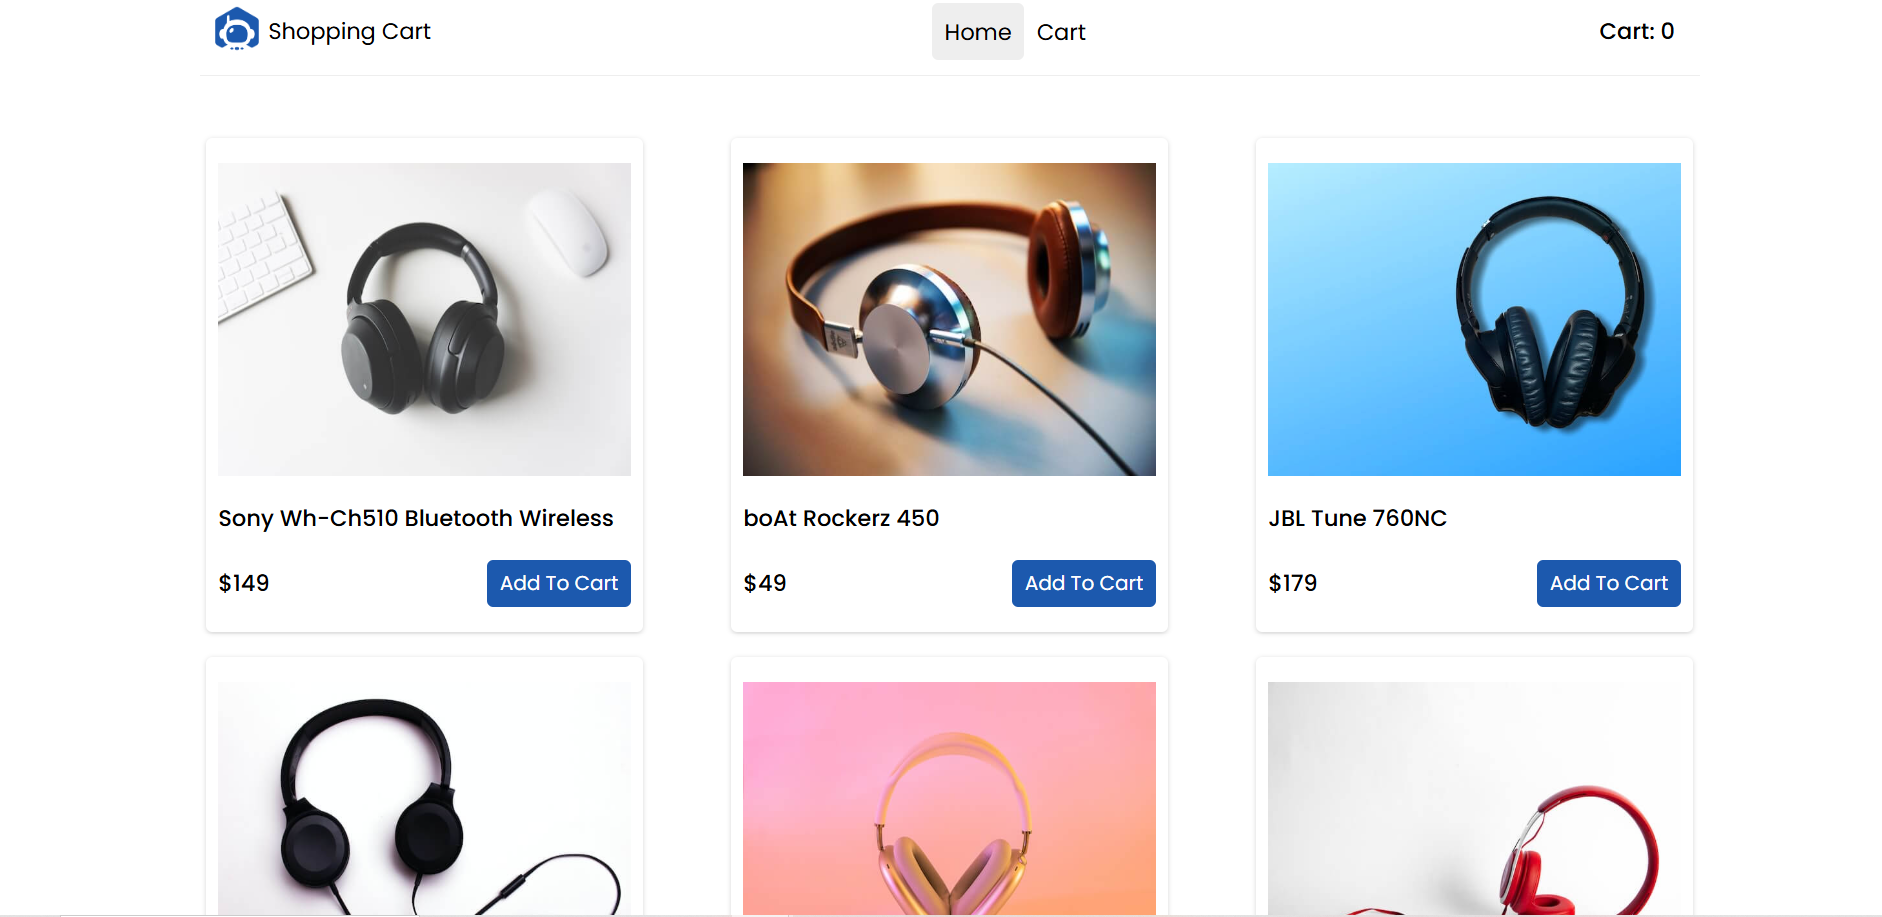 Shopping Cart
Home
Cart
Cart: 0
Sony Wh-Ch510 Bluetooth Wireless
$149
Add To Cart
boAt Rockerz 450
$49
Add To Cart
JBL Tune 760NC
$179
Add To Cart